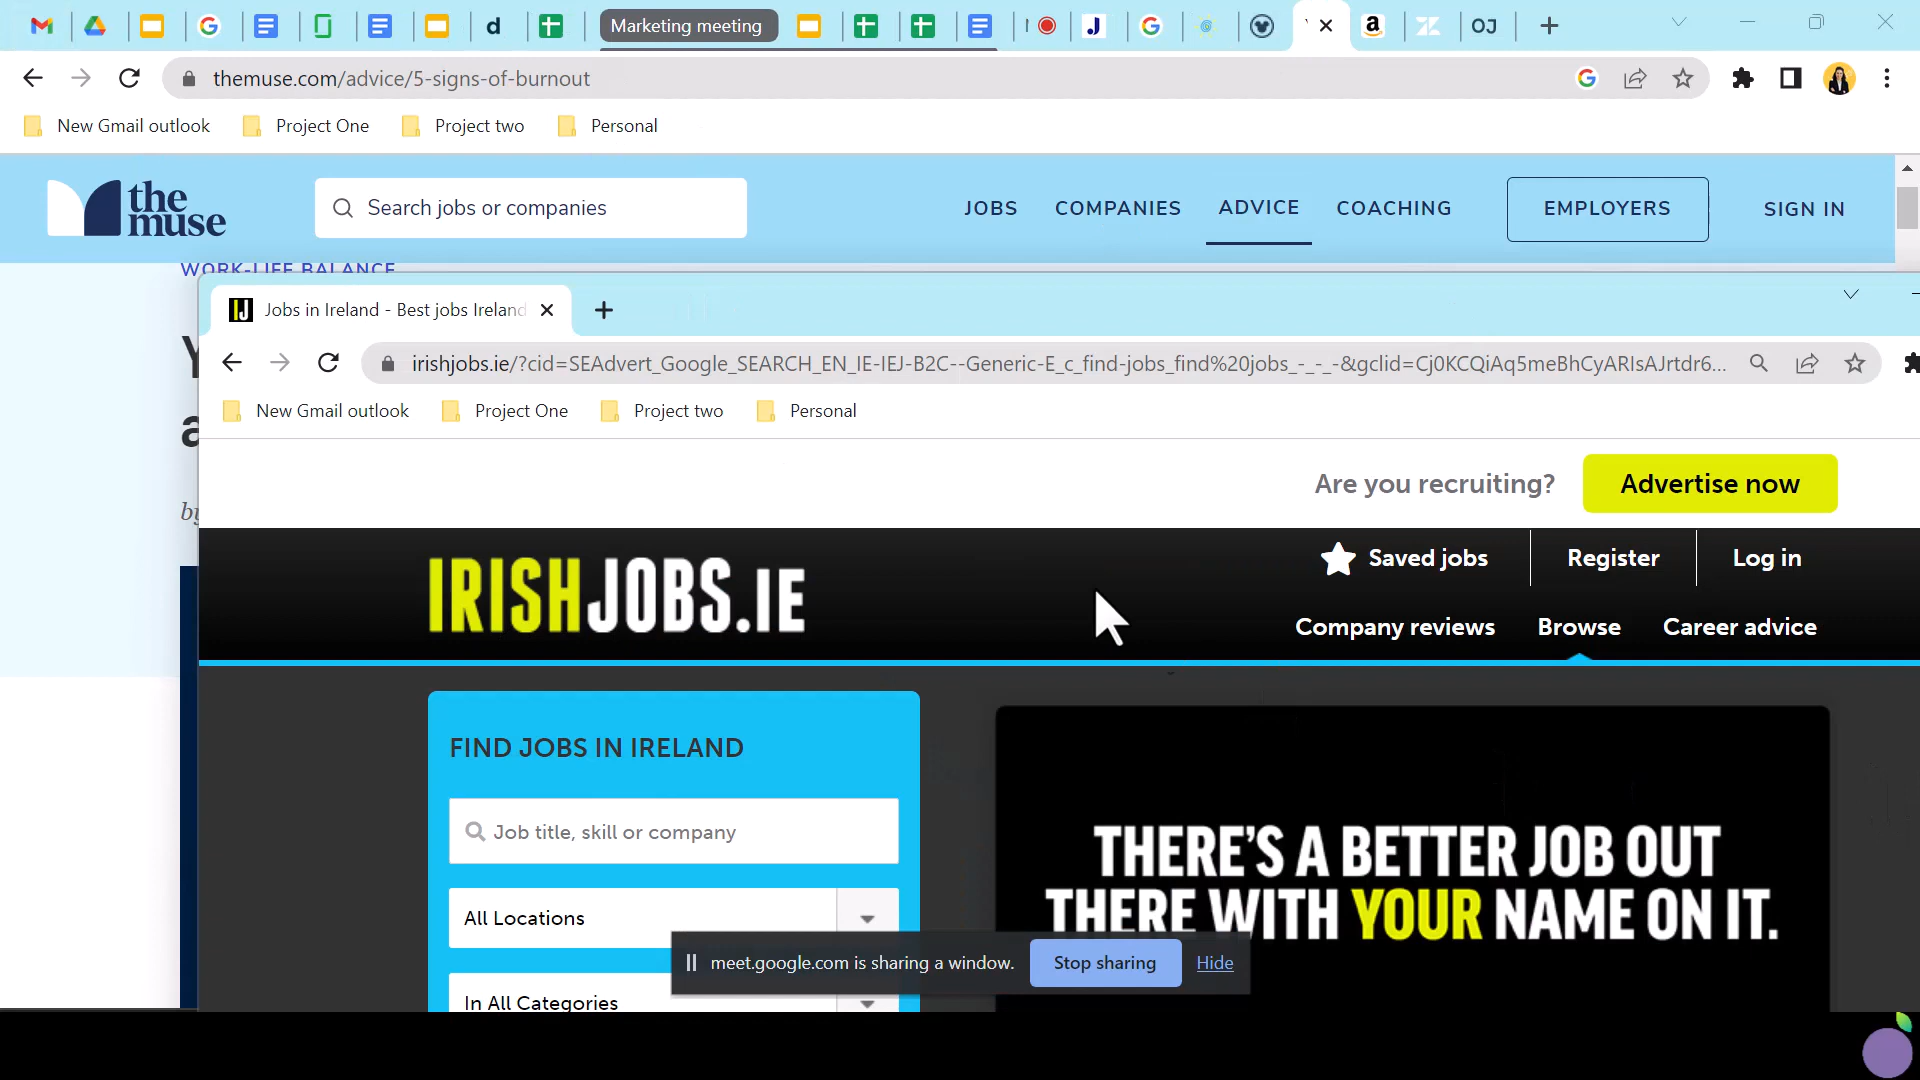 Marketing meeting
themuse.com/advice/5-signs-of-burnout
New Gmail outlook Project One Project two Personal
the muse
Search jobs or companies
JOBS COMPANIES ADVICE COACHING EMPLOYERS SIGN IN
WORK-LIFE BALANCE
Jobs in Ireland - Best jobs Ireland
irishjobs.ie/?cid=SEAdvert_Google_SEARCH_EN_IE-IEJ-B2C--Generic-E_c_find-jobs_find%20jobs_-_-_-&gclid=Cj0KCQiAq5meBhCyARIsAJrtdr6...
New Gmail outlook Project One Project two Personal
Are you recruiting? Advertise now
IRISHJOBS.IE
Saved jobs Register Log in
Company reviews Browse Career advice
FIND JOBS IN IRELAND
Job title, skill or company
All Locations
In All Categories
THERE'S A BETTER JOB OUT
THERE WITH YOUR NAME ON IT.
meet.google.com is sharing a window. Stop sharing Hide